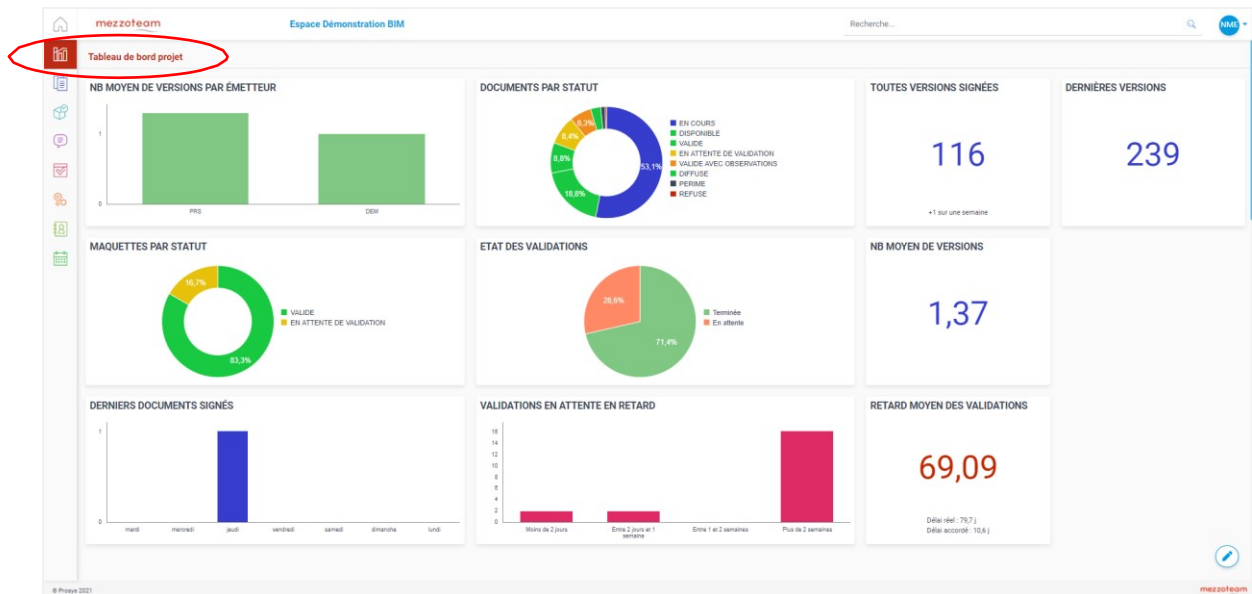 mezzoteam
Espace Démonstration BIM
Recherche...
NME
Tableau de bord projet
NB MOYEN DE VERSIONS PAR ÉMETTEUR
1
0
PRS
DEM
DOCUMENTS PAR STATUT
6,3%
8,4%
8,8%
18,8%
53,1%
EN COURS
DISPONIBLE
VALIDE
EN ATTENTE DE VALIDATION
VALIDE AVEC OBSERVATIONS
DIFFUSE
PERIME
REFUSE
TOUTES VERSIONS SIGNÉES
116
+1 sur une semaine
DERNIÈRES VERSIONS
239
MAQUETTES PAR STATUT
16,7%
83,3%
VALIDE
EN ATTENTE DE VALIDATION
ETAT DES VALIDATIONS
28,6%
71,4%
Terminée
En attente
NB MOYEN DE VERSIONS
1,37
DERNIERS DOCUMENTS SIGNÉS
1
0
mardi
mercredi
jeudi
vendredi
samedi
dimanche
lundi
VALIDATIONS EN ATTENTE EN RETARD
16
14
12
10
8
6
4
2
0
Moins de 2 jours
Entre 2 jours et 1
semaine
Entre 1 et 2 semaines
Plus de 2 semaines
RETARD MOYEN DES VALIDATIONS
69,09
Délai réel : 79,7 j
Délai accordé : 10,6 j
© Prosys 2021
mezzoteam